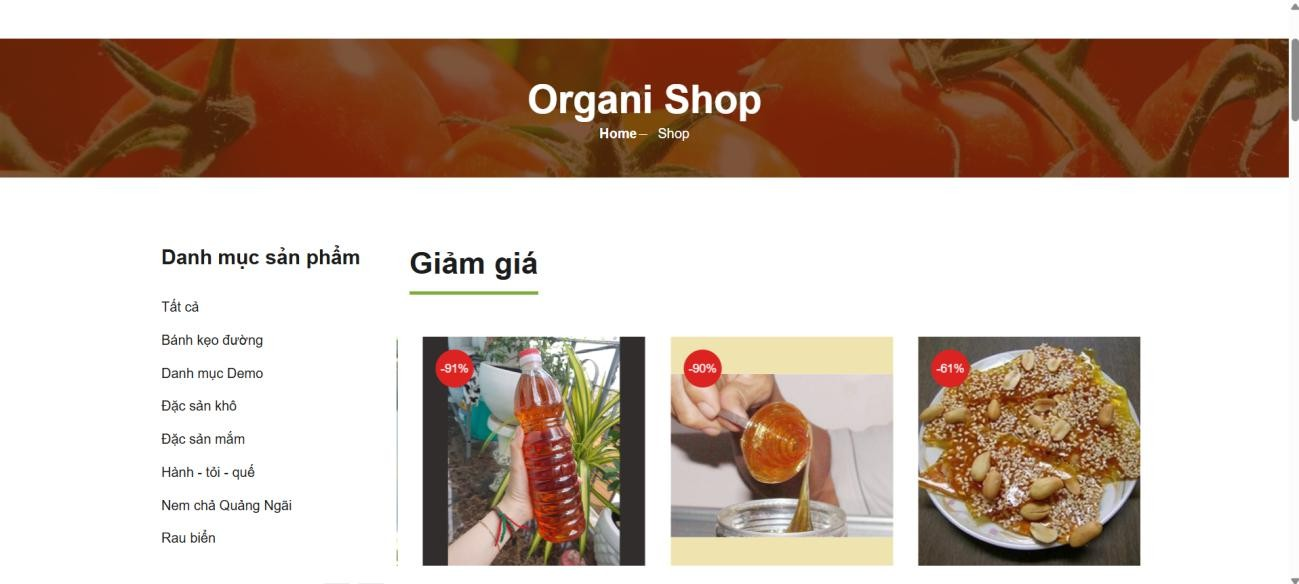 Organi Shop
Home – Shop
Danh mục sản phẩm
Tất cả
Bánh kẹo đường
Danh mục Demo
Đặc sản khô
Đặc sản mắm
Hành - tỏi - quế
Nem chả Quảng Ngãi
Rau biển
Giảm giá
-91%
-90%
-61%